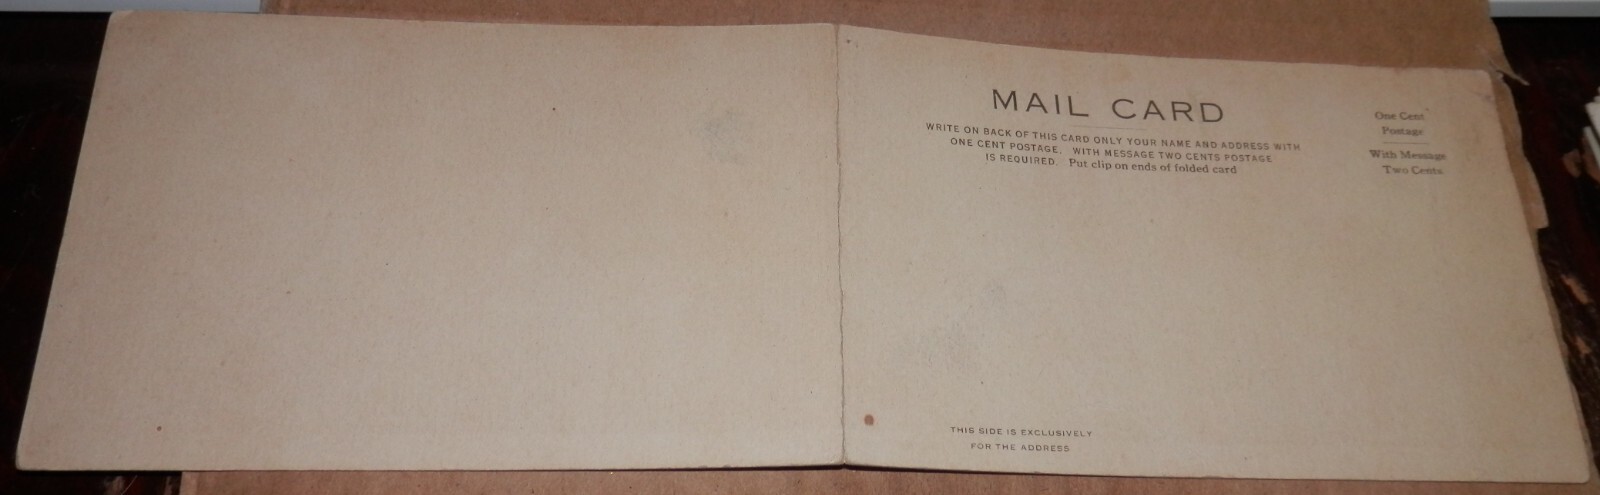 MAIL CARD
WRITE ON BACK OF THIS CARD ONLY YOUR NAME AND ADDRESS WITH
ONE CENT POSTAGE. WITH MESSAGE TWO CENTS POSTAGE
IS REQUIRED. Put clip on ends of folded card
One Cent
Postage
With Message
Two Cents
THIS SIDE IS EXCLUSIVELY
FOR THE ADDRESS